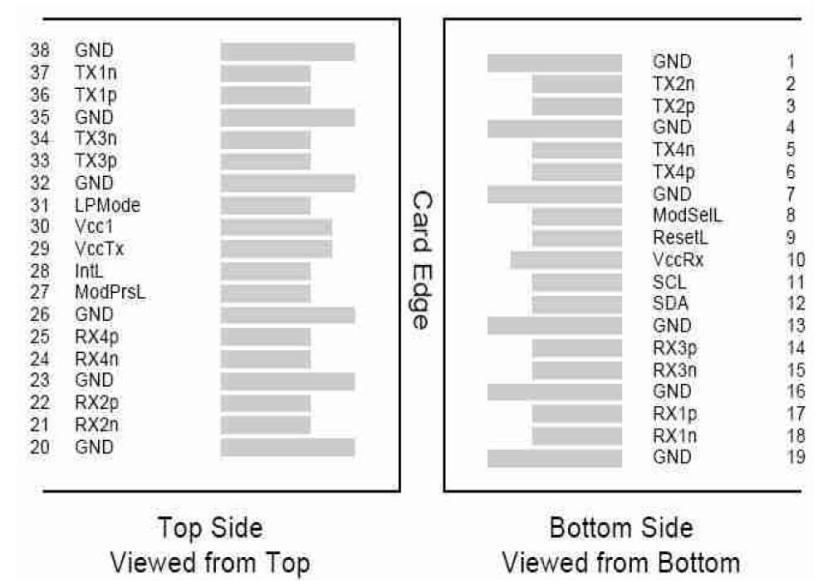 38 GND
37 TX1n
36 TX1p
35 GND
34 TX3n
33 TX3p
32 GND
31 LPMode
30 Vcc1
29 VccTx
28 IntL
27 ModPrsL
26 GND
25 RX4p
24 RX4n
23 GND
22 RX2p
21 RX2n
20 GND
Card Edge
GND 1
TX2n 2
TX2p 3
GND 4
TX4n 5
TX4p 6
GND 7
ModSelL 8
ResetL 9
VccRx 10
SCL 11
SDA 12
GND 13
RX3p 14
RX3n 15
GND 16
RX1p 17
RX1n 18
GND 19
Top Side
Viewed from Top
Bottom Side
Viewed from Bottom